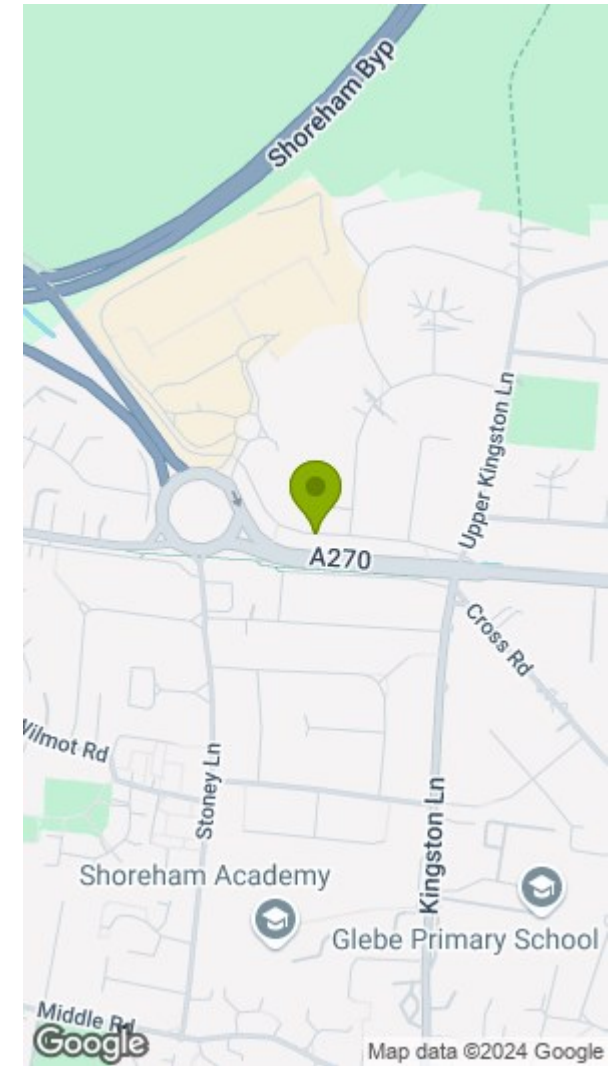 Shoreham Byp
Upper Kingston Ln
A270
Cross Rd
Wilmot Rd
Stoney Ln
Kingston Ln
Shoreham Academy
Glebe Primary School
Middle Rd
Google
Map data ©2024 Google